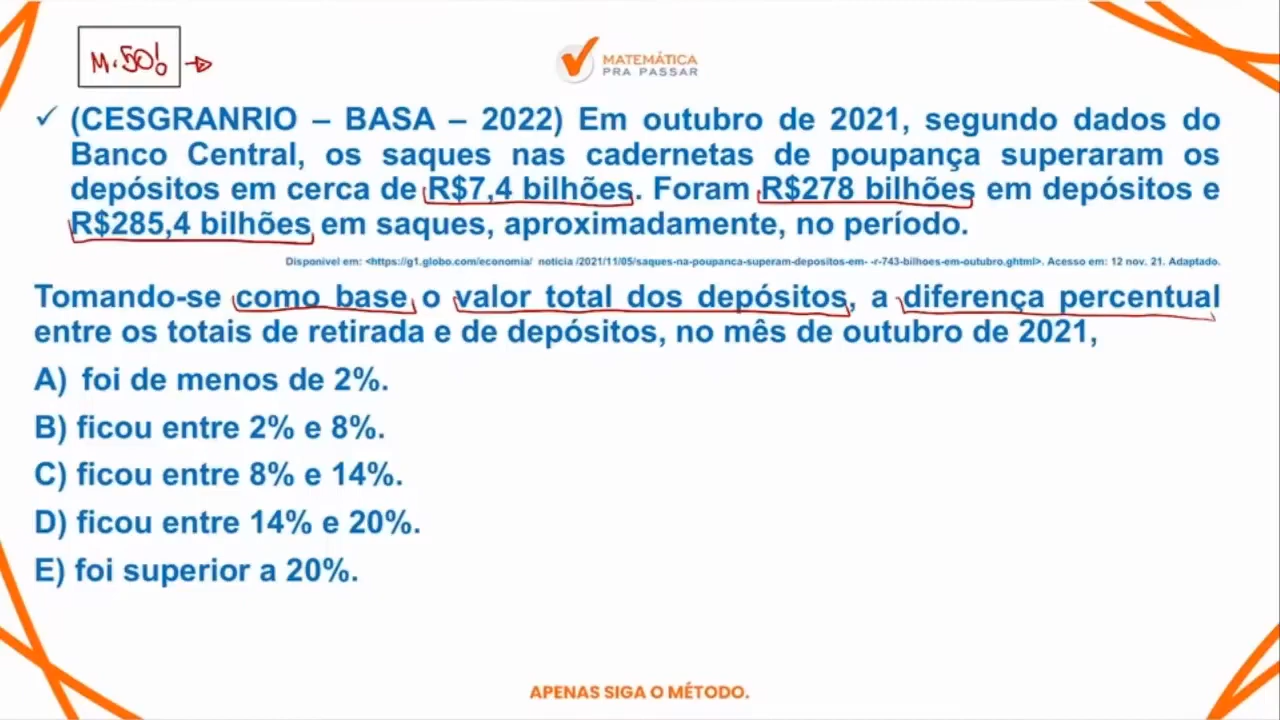 M.50!
MATEMÁTICA
PRA PASSAR
✓ (CESGRANRIO – BASA – 2022) Em outubro de 2021, segundo dados do
Banco Central, os saques nas cadernetas de poupança superaram os
depósitos em cerca de R$7,4 bilhões. Foram R$278 bilhões em depósitos e
R$285,4 bilhões em saques, aproximadamente, no período.
Disponível em: <https://g1.globo.com/economia/ noticia /2021/11/05/saques-na-poupanca-superam-depositos-em- -r-743-bilhoes-em-outubro.ghtml>. Acesso em: 12 nov. 21. Adaptado.
Tomando-se como base o valor total dos depósitos, a diferença percentual
entre os totais de retirada e de depósitos, no mês de outubro de 2021,
A) foi de menos de 2%.
B) ficou entre 2% e 8%.
C) ficou entre 8% e 14%.
D) ficou entre 14% e 20%.
E) foi superior a 20%.
APENAS SIGA O MÉTODO.